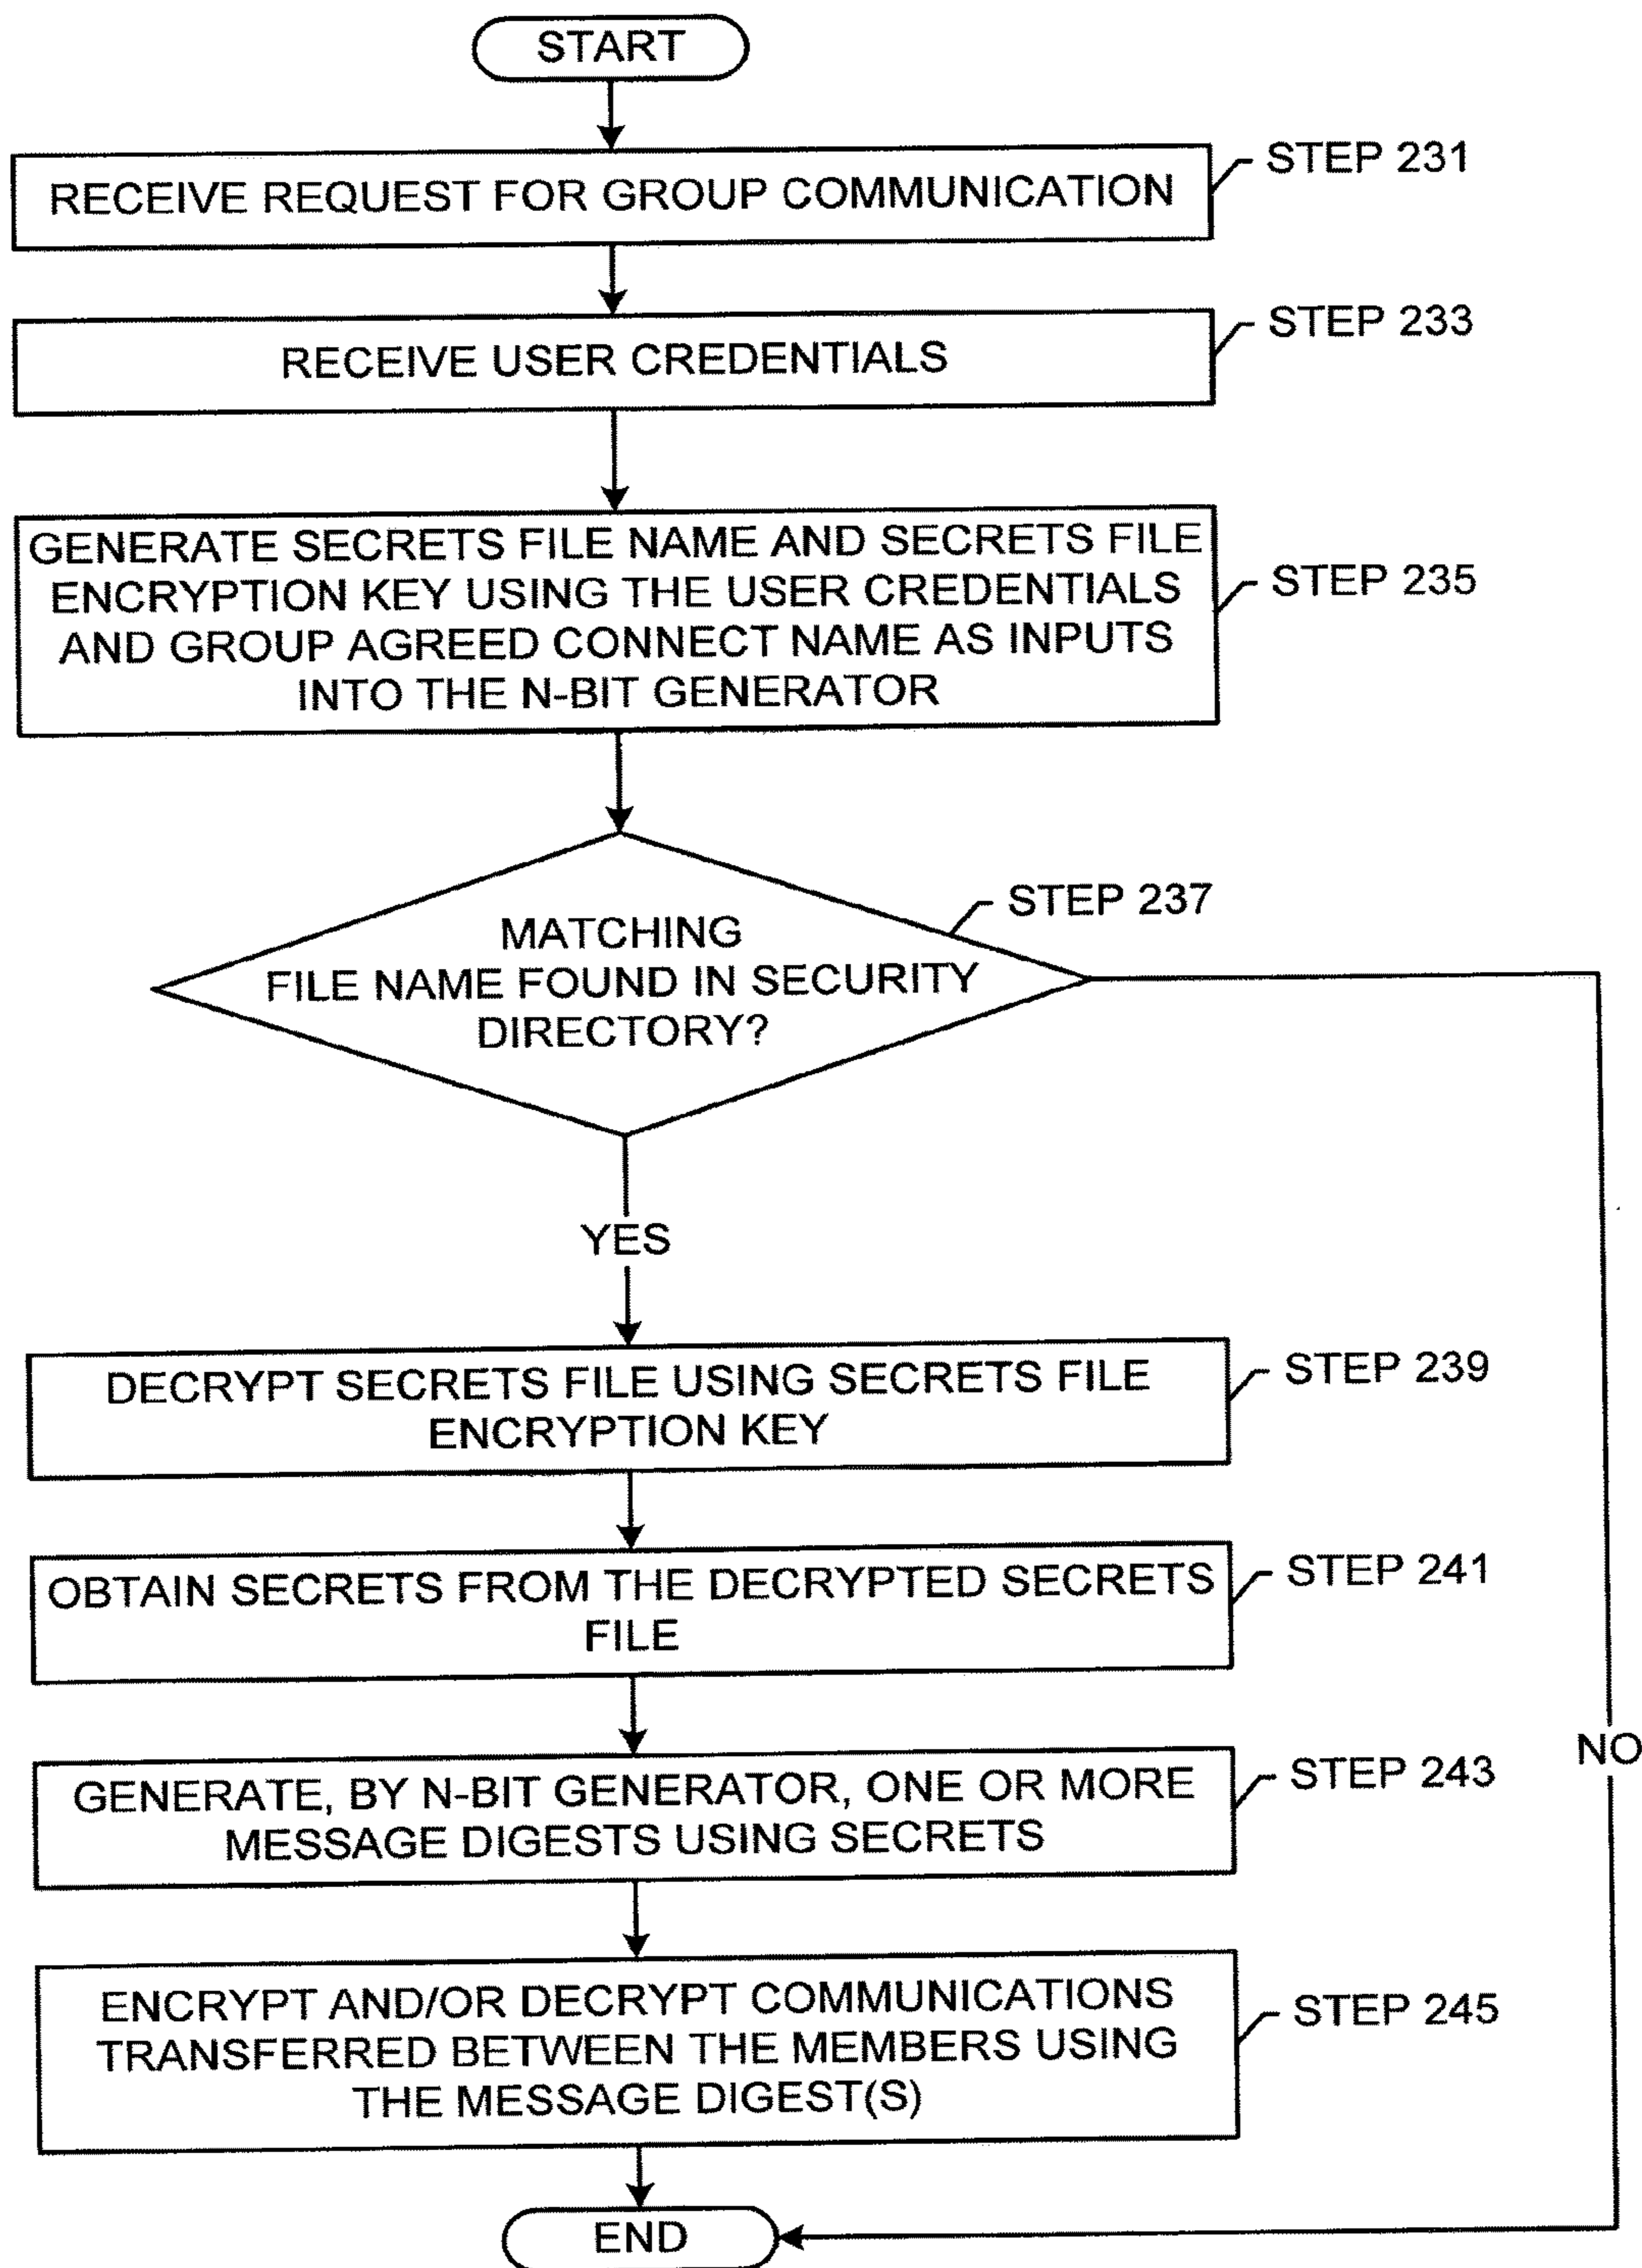 START
RECEIVE REQUEST FOR GROUP COMMUNICATION
STEP 231
RECEIVE USER CREDENTIALS
STEP 233
GENERATE SECRETS FILE NAME AND SECRETS FILE
ENCRYPTION KEY USING THE USER CREDENTIALS
AND GROUP AGREED CONNECT NAME AS INPUTS
INTO THE N-BIT GENERATOR
STEP 235
MATCHING
FILE NAME FOUND IN SECURITY
DIRECTORY?
STEP 237
YES
DECRYPT SECRETS FILE USING SECRETS FILE
ENCRYPTION KEY
STEP 239
OBTAIN SECRETS FROM THE DECRYPTED SECRETS
FILE
STEP 241
GENERATE, BY N-BIT GENERATOR, ONE OR MORE
MESSAGE DIGESTS USING SECRETS
STEP 243
NO
ENCRYPT AND/OR DECRYPT COMMUNICATIONS
TRANSFERRED BETWEEN THE MEMBERS USING
THE MESSAGE DIGEST(S)
STEP 245
END